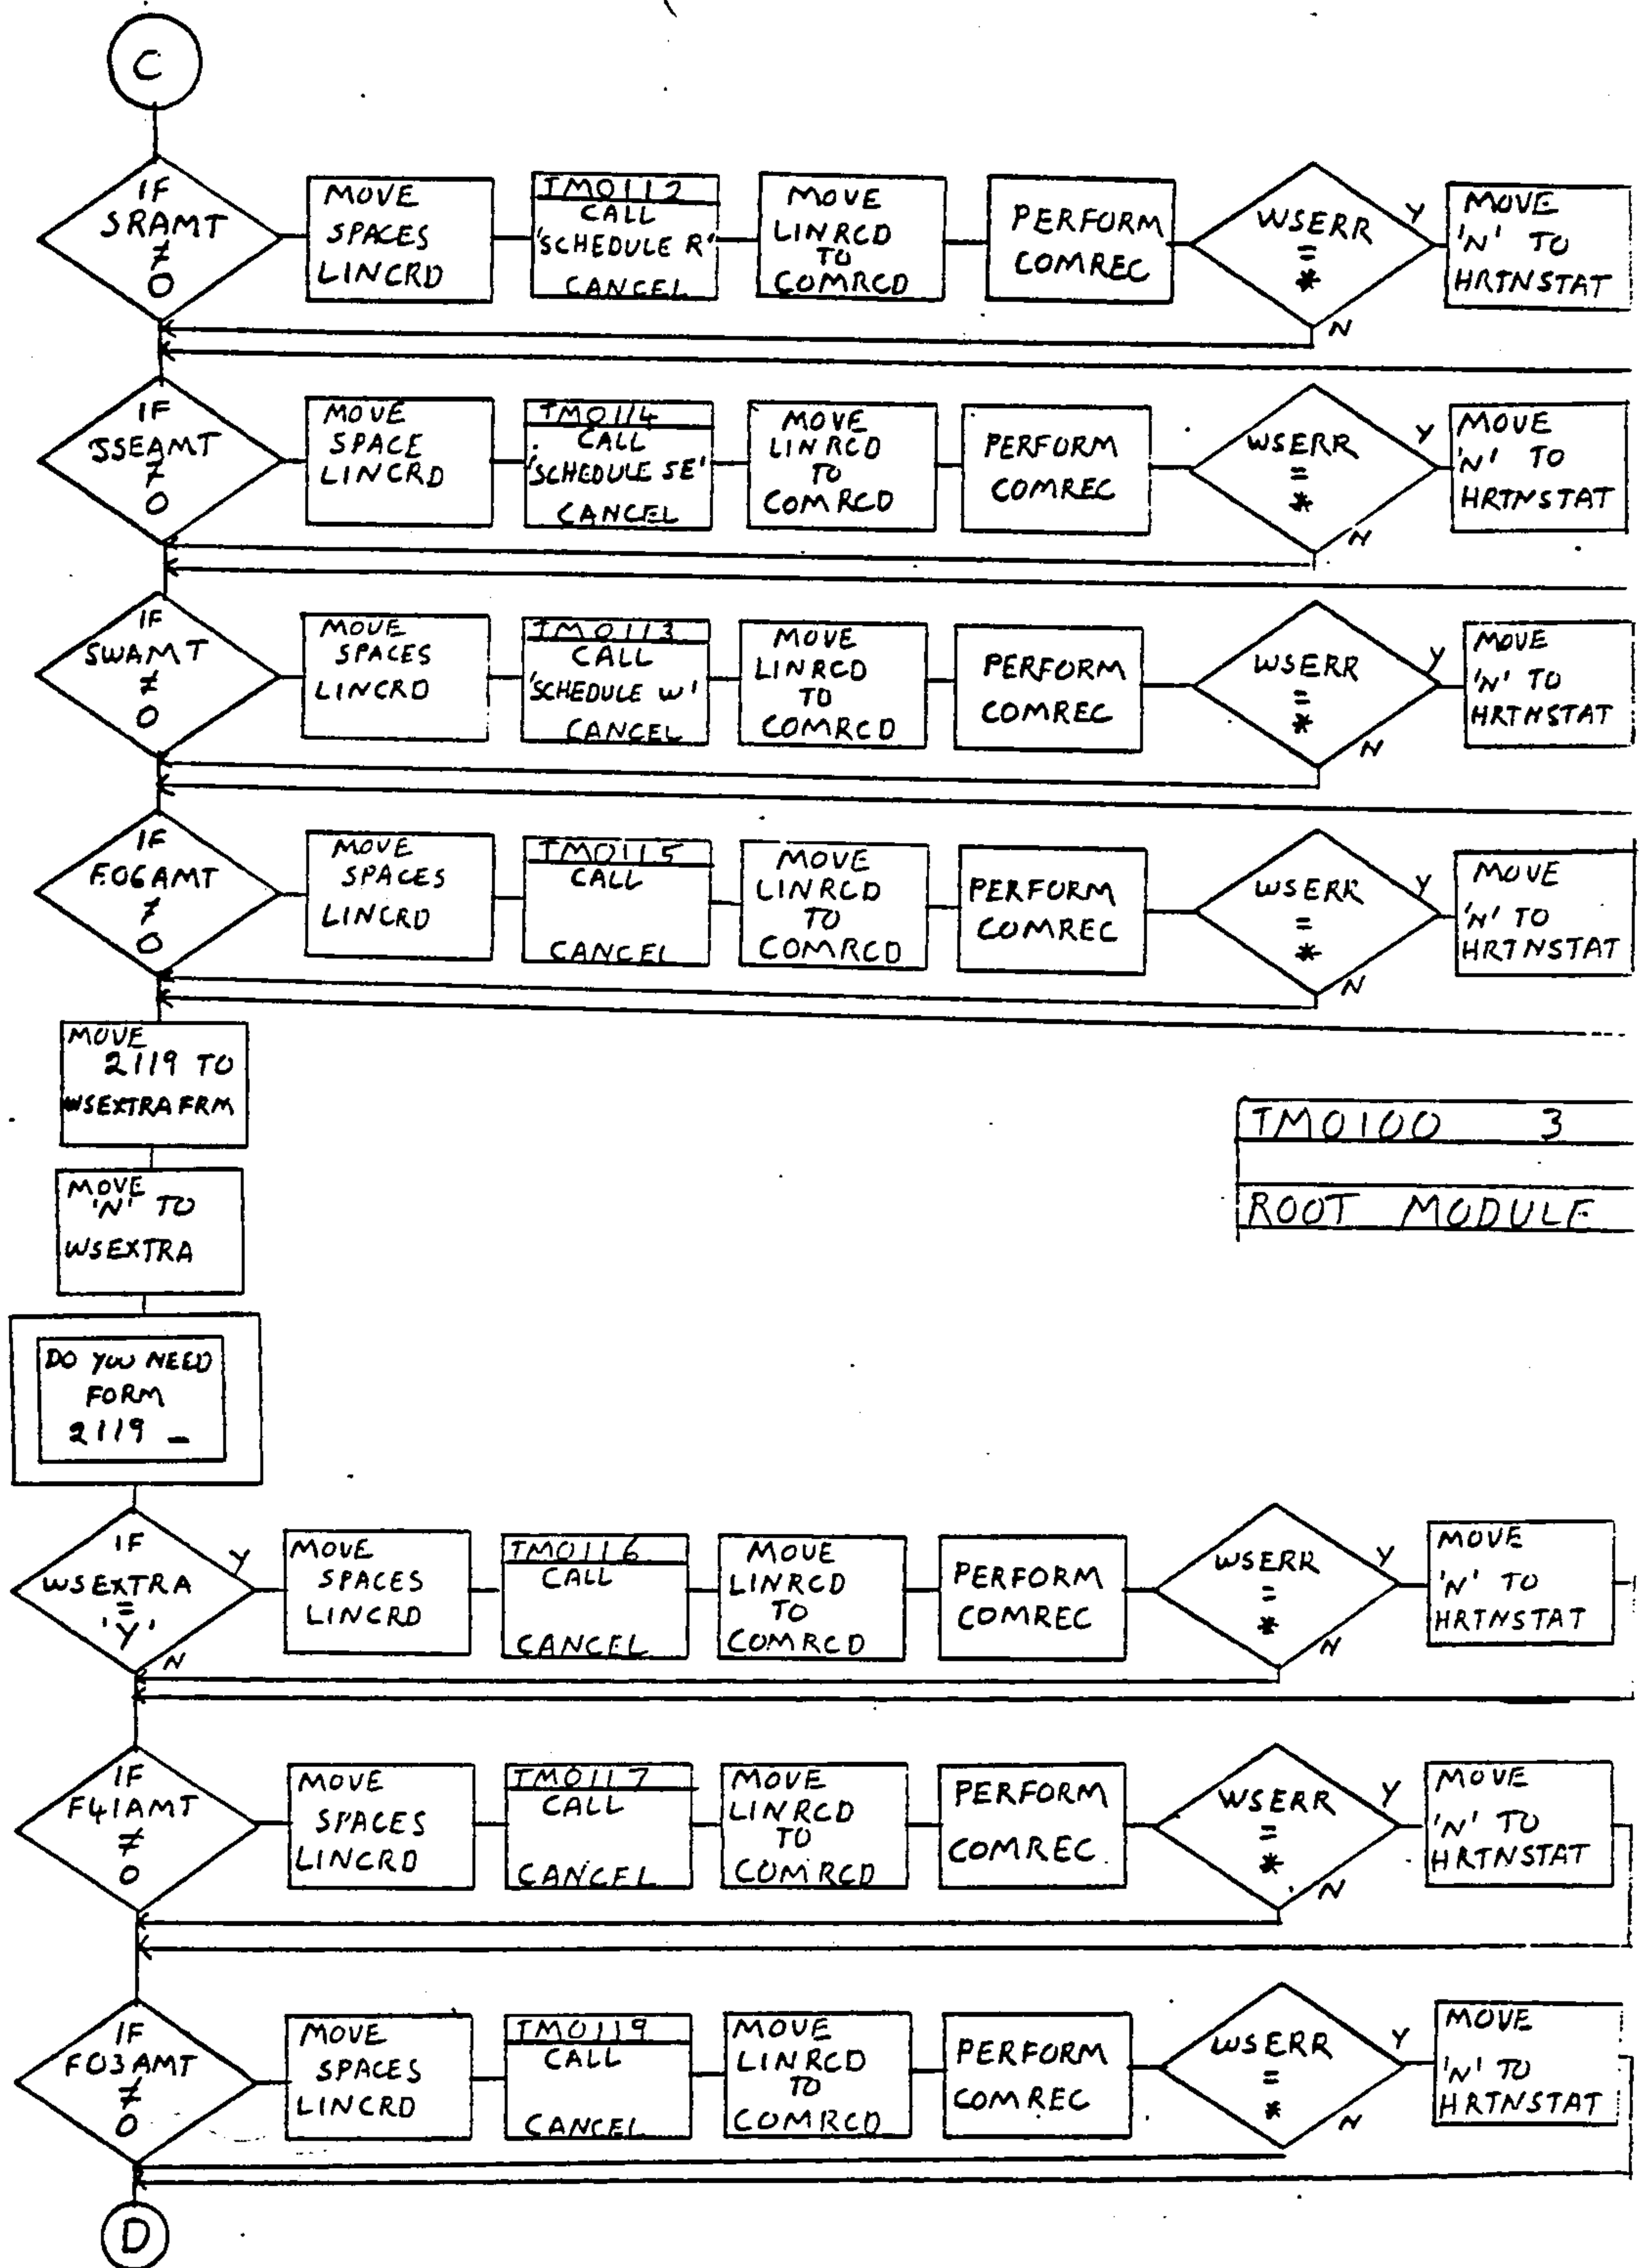 C
IF
SRAMT
≠
0
MOVE
SPACES
LINCRD
TM0112
CALL
'SCHEDULE R'
CANCEL
MOVE
LINRCD
TO
COMRCD
PERFORM
COMREC
WSERR
=
*
Y
N
MOVE
'N' TO
HRTNSTAT
IF
SSEAMT
≠
0
MOVE
SPACE
LINCRD
TM0114
CALL
'SCHEDULE SE'
CANCEL
MOVE
LINRCD
TO
COMRCD
PERFORM
COMREC
WSERR
=
*
Y
N
MOVE
'N' TO
HRTNSTAT
IF
SWAMT
≠
0
MOVE
SPACES
LINCRD
TM0113
CALL
'SCHEDULE W'
CANCEL
MOVE
LINRCD
TO
COMRCD
PERFORM
COMREC
WSERR
=
*
Y
N
MOVE
'N' TO
HRTNSTAT
IF
F06AMT
≠
0
MOVE
SPACES
LINCRD
TM0115
CALL
CANCEL
MOVE
LINRCD
TO
COMRCD
PERFORM
COMREC
WSERR
=
*
Y
N
MOVE
'N' TO
HRTNSTAT
MOVE
2119 TO
WSEXTRAFRM
TM0100 3
ROOT MODULE
MOVE
'N' TO
WSEXTRA
DO YOU NEED
FORM
2119 _
IF
WSEXTRA
=
'Y'
Y
N
MOVE
SPACES
LINCRD
TM0116
CALL
CANCEL
MOVE
LINRCD
TO
COMRCD
PERFORM
COMREC
WSERR
=
*
Y
N
MOVE
'N' TO
HRTNSTAT
IF
F41AMT
≠
0
MOVE
SPACES
LINCRD
TM0117
CALL
CANCEL
MOVE
LINRCD
TO
COMRCD
PERFORM
COMREC.
WSERR
=
*
Y
N
MOVE
'N' TO
HRTNSTAT
IF
F03AMT
≠
0
MOVE
SPACES
LINCRD
TM0119
CALL
CANCEL
MOVE
LINRCD
TO
COMRCD
PERFORM
COMREC
WSERR
=
*
Y
N
MOVE
'N' TO
HRTNSTAT
D